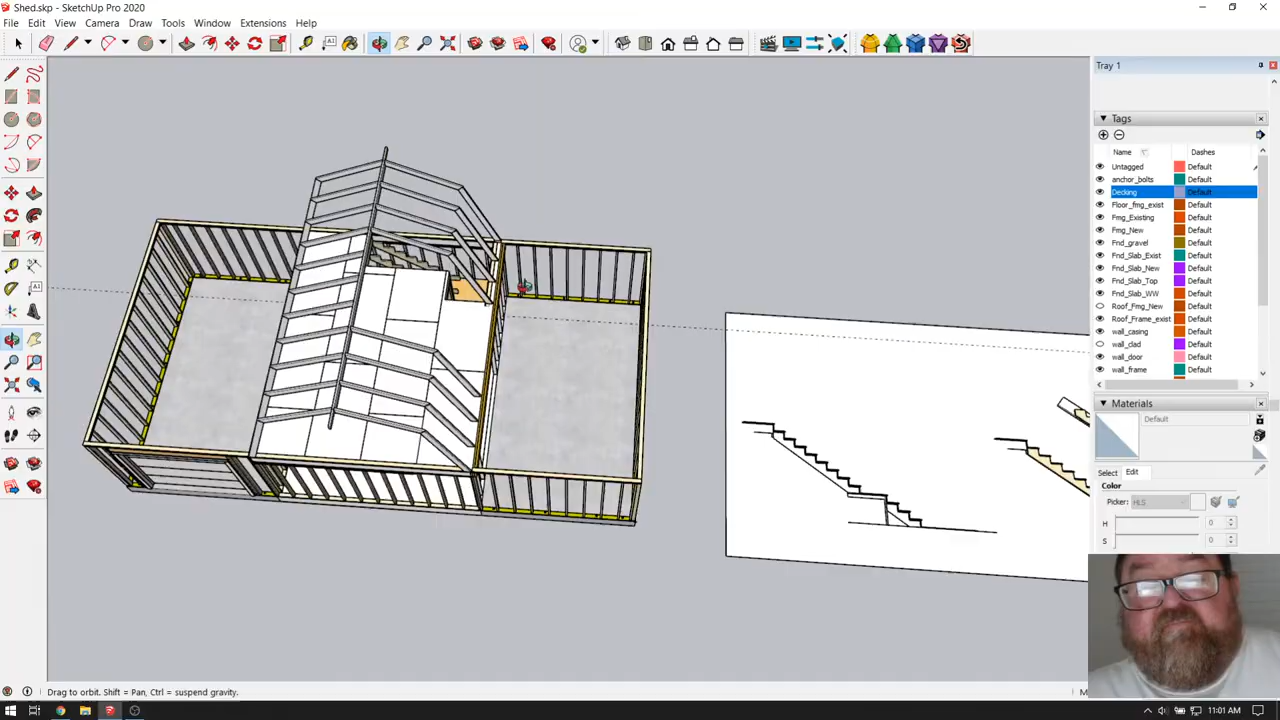 Shed.skp - SketchUp Pro 2020
File Edit View Camera Draw Tools Window Extensions Help
Tray 1
Tags
Name Dashes
Untagged Default
anchor_bolts Default
Decking Default
Floor_fmg_exist Default
Fmg_Existing Default
Fmg_New Default
Fnd_gravel Default
Fnd_Slab_Exist Default
Fnd_Slab_New Default
Fnd_Slab_Top Default
Fnd_Slab_WW Default
Roof_Fmg_New Default
Roof_Frame_exist Default
wall_casing Default
wall_clad Default
wall_door Default
wall_frame Default
Materials
Default
Select Edit
Color
Picker: HLS
H 0
S 0
Drag to orbit. Shift = Pan, Ctrl = suspend gravity.
11:01 AM